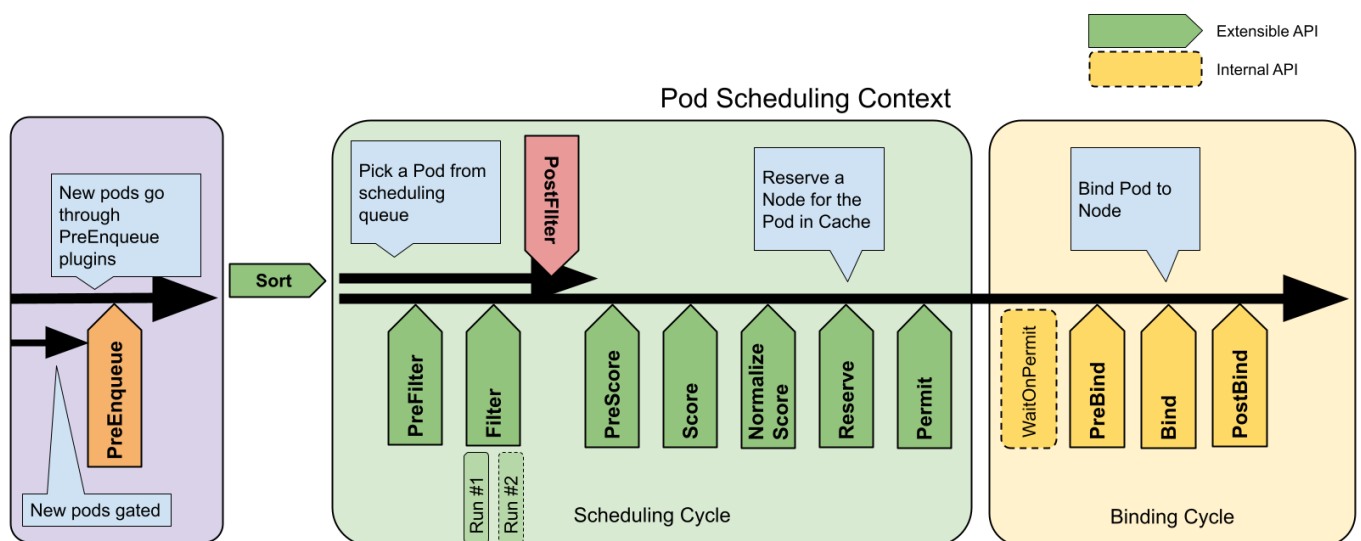 Extensible API
Internal API
Pod Scheduling Context
New pods go
through
PreEnqueue
plugins
PreEnqueue
New pods gated
Sort
Pick a Pod from
scheduling
queue
PostFIlter
Reserve a
Node for the
Pod in Cache
PreFilter
Filter
Run #1
Run #2
PreScore
Score
Normalize
Score
Reserve
Permit
Scheduling Cycle
Bind Pod to
Node
WaitOnPermit
PreBind
Bind
PostBind
Binding Cycle